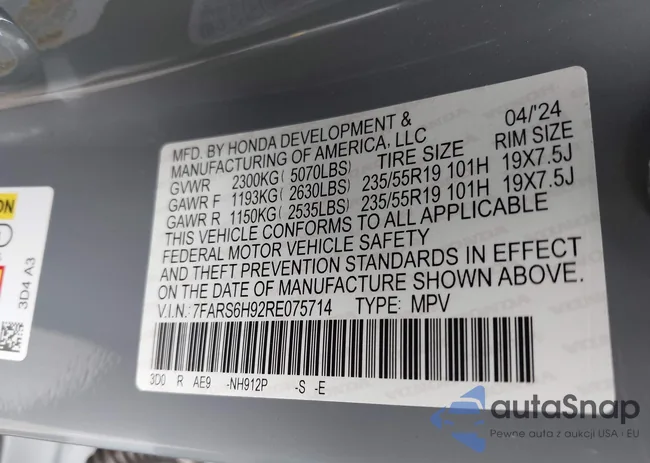 MFD. BY HONDA DEVELOPMENT & 04/'24
MANUFACTURING OF AMERICA, LLC
GVWR 2300KG( 5070LBS) TIRE SIZE RIM SIZE
GAWR F 1193KG( 2630LBS) 235/55R19 101H 19X7.5J
GAWR R 1150KG( 2535LBS) 235/55R19 101H 19X7.5J
THIS VEHICLE CONFORMS TO ALL APPLICABLE
FEDERAL MOTOR VEHICLE SAFETY
AND THEFT PREVENTION STANDARDS IN EFFECT
ON THE DATE OF MANUFACTURE SHOWN ABOVE.
V.I.N.: 7FARS6H92RE075714 TYPE: MPV
3D0 R AE9 -NH912P -S -E
3D4 A3
autaSnap
Pewne auta z aukcji USA i EU